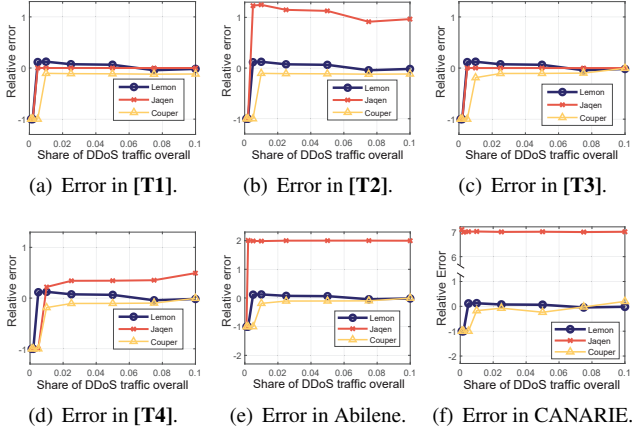 1
0
-1
Relative error
Lemon
Jaqen
Couper
0 0.02 0.04 0.06 0.08 0.1
Share of DDoS traffic overall
(a) Error in [T1].
1
0
-1
Relative error
Lemon
Jaqen
Couper
0 0.02 0.04 0.06 0.08 0.1
Share of DDoS traffic overall
(b) Error in [T2].
1
0
-1
Relative error
Lemon
Jaqen
Couper
0 0.02 0.04 0.06 0.08 0.1
Share of DDoS traffic overall
(c) Error in [T3].
1
0
-1
Relative error
Lemon
Jaqen
Couper
0 0.02 0.04 0.06 0.08 0.1
Share of DDoS traffic overall
(d) Error in [T4].
2
1
0
-1
-2
Relative error
Lemon
Jaqen
Couper
0 0.02 0.04 0.06 0.08 0.1
Share of DDoS traffic overall
(e) Error in Abilene.
7
6
1
0
-1
-2
Relative error
Lemon
Jaqen
Couper
0 0.02 0.04 0.06 0.08 0.1
Share of DDoS traffic overall
(f) Error in CANARIE.